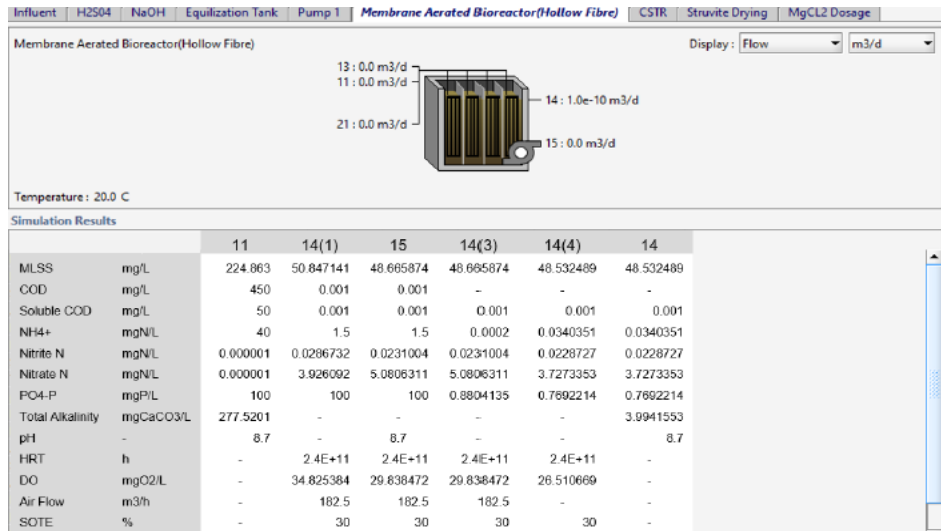 Influent H2S04 NaOH Equilization Tank Pump 1 Membrane Aerated Bioreactor(Hollow Fibre) CSTR Struvite Drying MgCL2 Dosage
Membrane Aerated Bioreactor(Hollow Fibre) Display : Flow m3/d
13 : 0.0 m3/d
11 : 0.0 m3/d
14 : 1.0e-10 m3/d
21 : 0.0 m3/d
15 : 0.0 m3/d
Temperature : 20.0 C
Simulation Results
11 14(1) 15 14(3) 14(4) 14
MLSS mg/L 224.863 50.847141 48.665874 48.665874 48.532489 48.532489
COD mg/L 450 0.001 0.001 - - -
Soluble COD mg/L 50 0.001 0.001 0.001 0.001 0.001
NH4+ mgN/L 40 1.5 1.5 0.0002 0.0340351 0.0340351
Nitrite N mgN/L 0.000001 0.0286732 0.0231004 0.0231004 0.0228727 0.0228727
Nitrate N mgN/L 0.000001 3.926092 5.0806311 5.0806311 3.7273353 3.7273353
PO4-P mgP/L 100 100 100 0.8804135 0.7692214 0.7692214
Total Alkalinity mgCaCO3/L 277.5201 - - - - 3.9941553
pH - 8.7 - 8.7 - - 8.7
HRT h - 2.4E+11 2.4E+11 2.4E+11 2.4E+11 -
DO mgO2/L - 34.825384 29.838472 29.838472 26.510669 -
Air Flow m3/h - 182.5 182.5 182.5 - -
SOTE % - 30 30 30 30 -